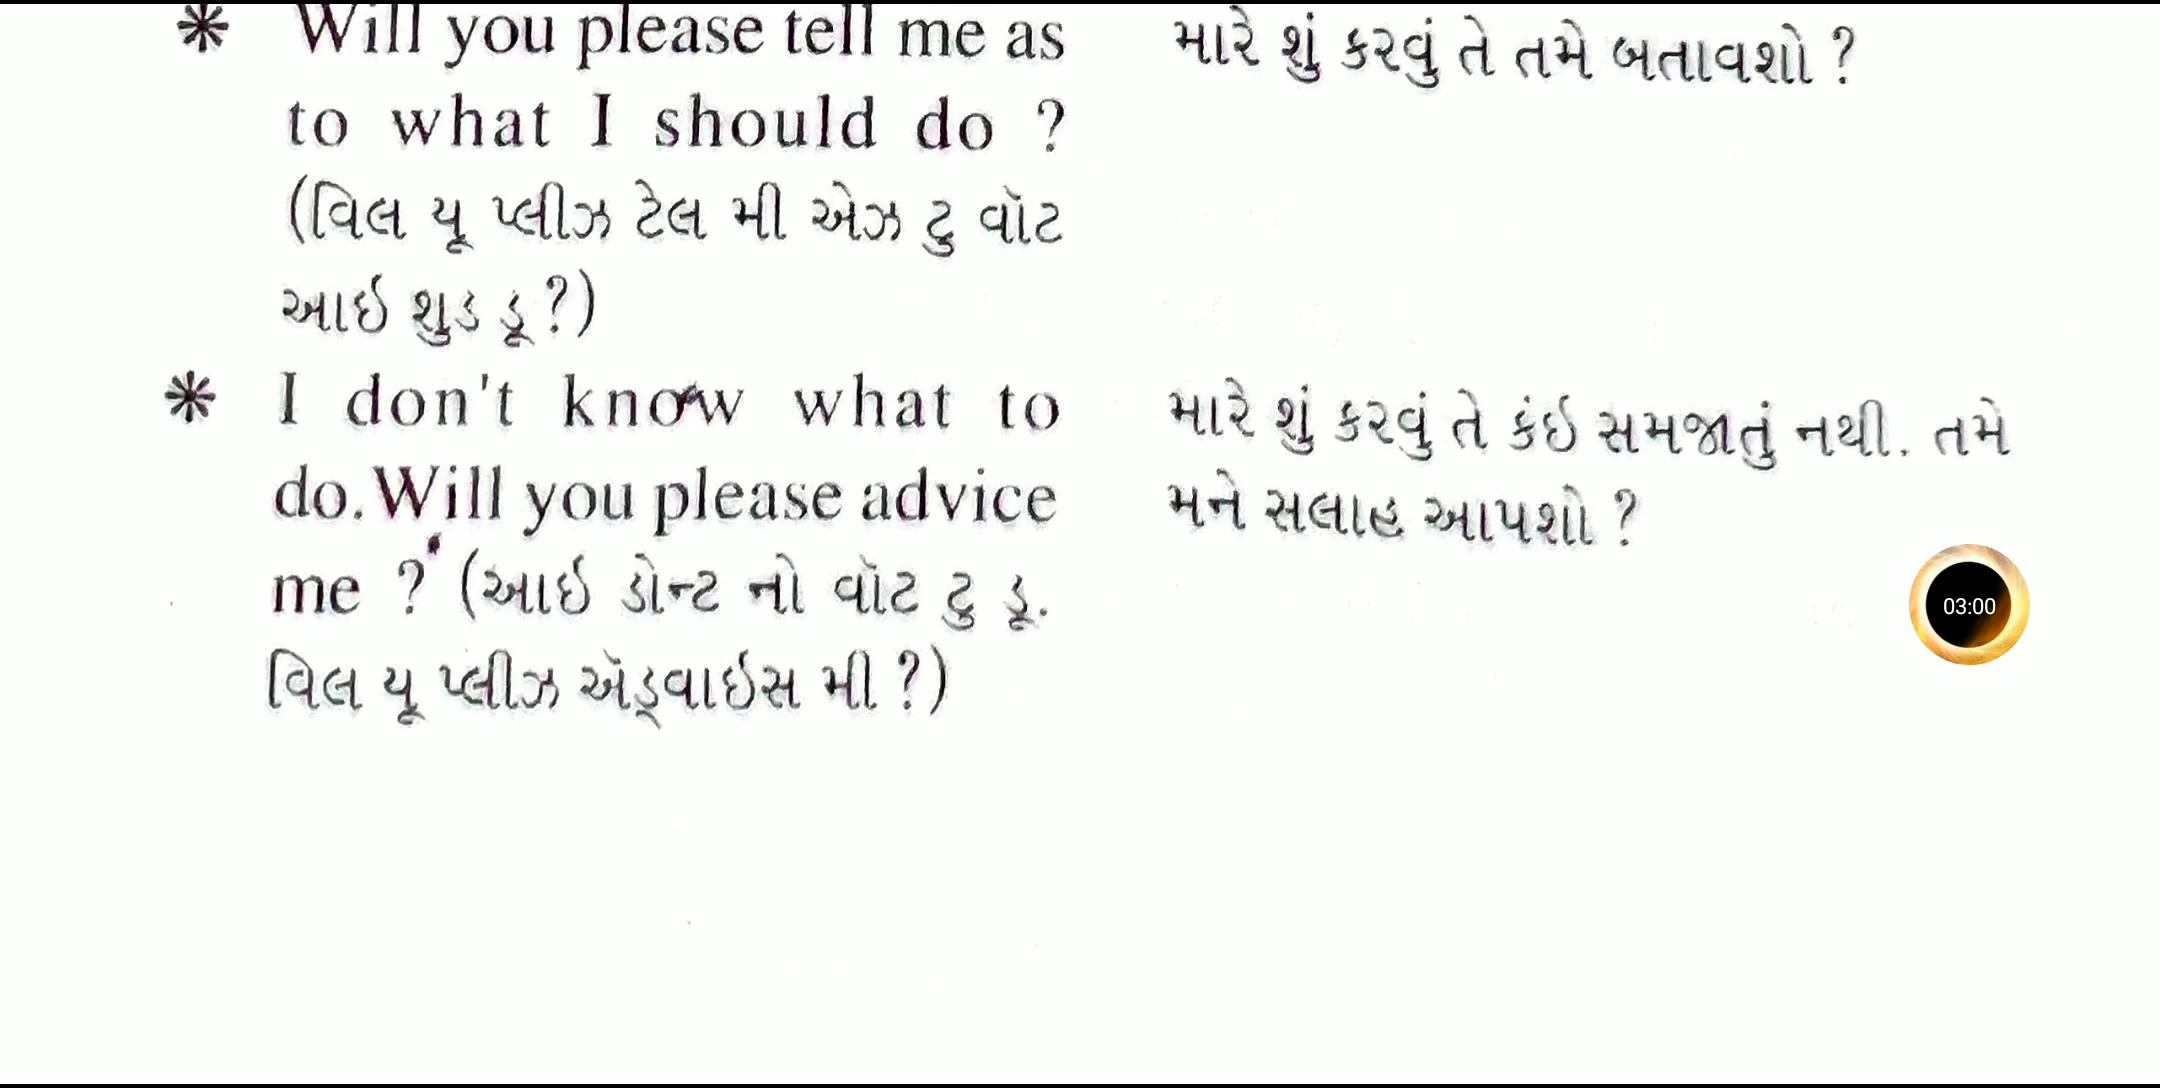 * Will you please tell me as
to what I should do ?
(વિલ યૂ પ્લીઝ ટેલ મી એઝ ટુ વૉટ
આઇ શુડ ડૂ ?)
મારે શું કરવું તે તમે બતાવશો ?
* I don't know what to
do. Will you please advice
me ? (આઇ ડોન્ટ નો વૉટ ટુ ડૂ.
વિલ યૂ પ્લીઝ ઍડ્વાઇસ મી ?)
મારે શું કરવું તે કંઇ સમજાતું નથી. તમે
મને સલાહ આપશો ?
03:00